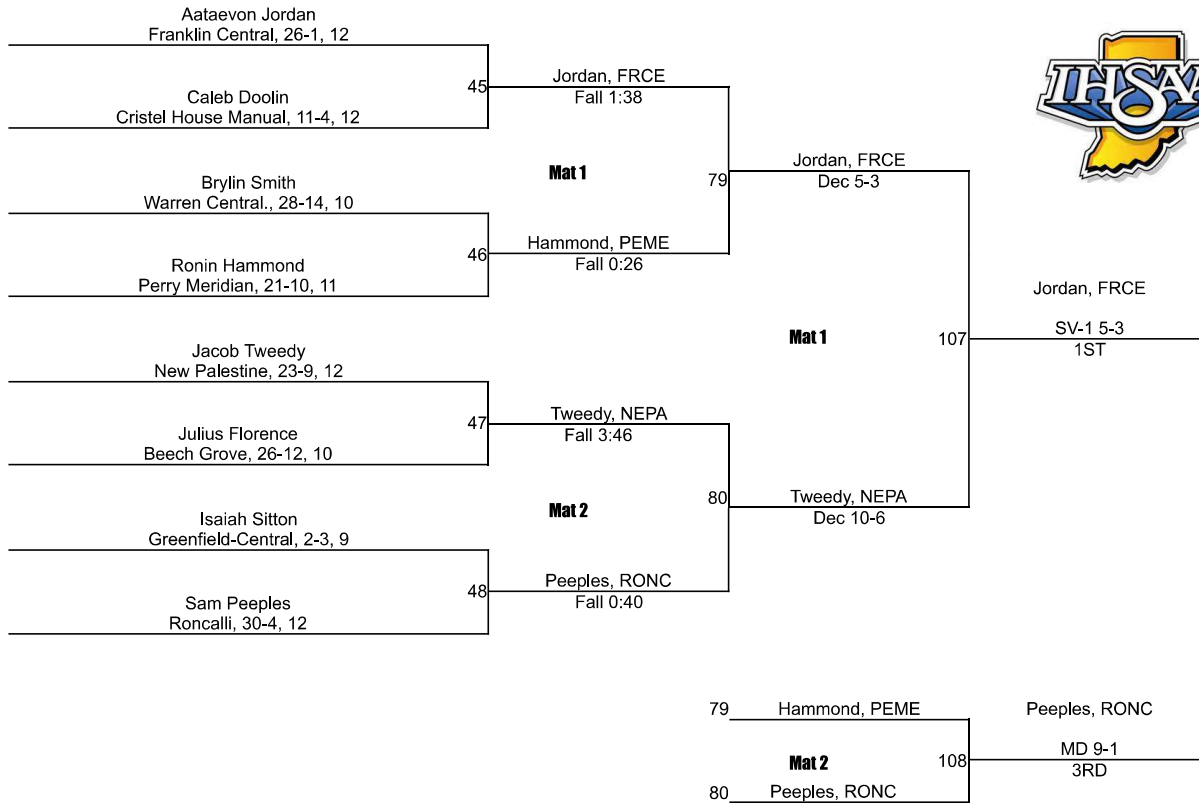 Aataevon Jordan
Franklin Central, 26-1, 12
Caleb Doolin
Cristel House Manual, 11-4, 12
Brylin Smith
Warren Central., 28-14, 10
Ronin Hammond
Perry Meridian, 21-10, 11
Jacob Tweedy
New Palestine, 23-9, 12
Julius Florence
Beech Grove, 26-12, 10
Isaiah Sitton
Greenfield-Central, 2-3, 9
Sam Peeples
Roncalli, 30-4, 12
45
Jordan, FRCE
Fall 1:38
Mat 1
46
Hammond, PEME
Fall 0:26
47
Tweedy, NEPA
Fall 3:46
Mat 2
48
Peeples, RONC
Fall 0:40
79
Jordan, FRCE
Dec 5-3
Mat 1
80
Tweedy, NEPA
Dec 10-6
107
Jordan, FRCE
SV-1 5-3
1ST
IHSAA
79
Hammond, PEME
Mat 2
80
Peeples, RONC
108
Peeples, RONC
MD 9-1
3RD